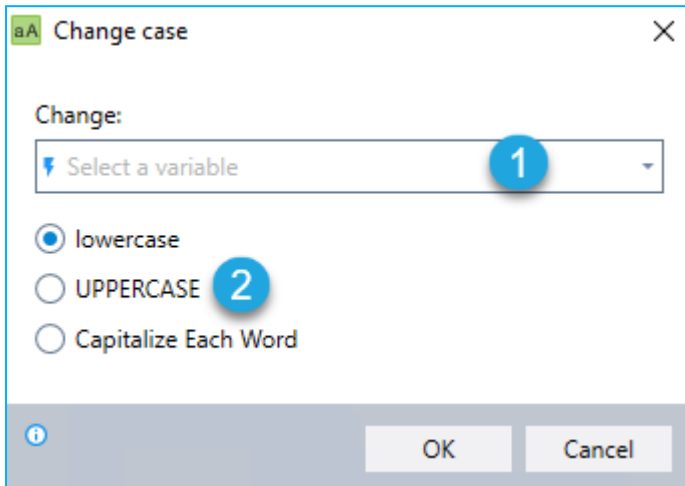 aA Change case
Change:
Select a variable 1
lowercase
UPPERCASE 2
Capitalize Each Word
OK Cancel